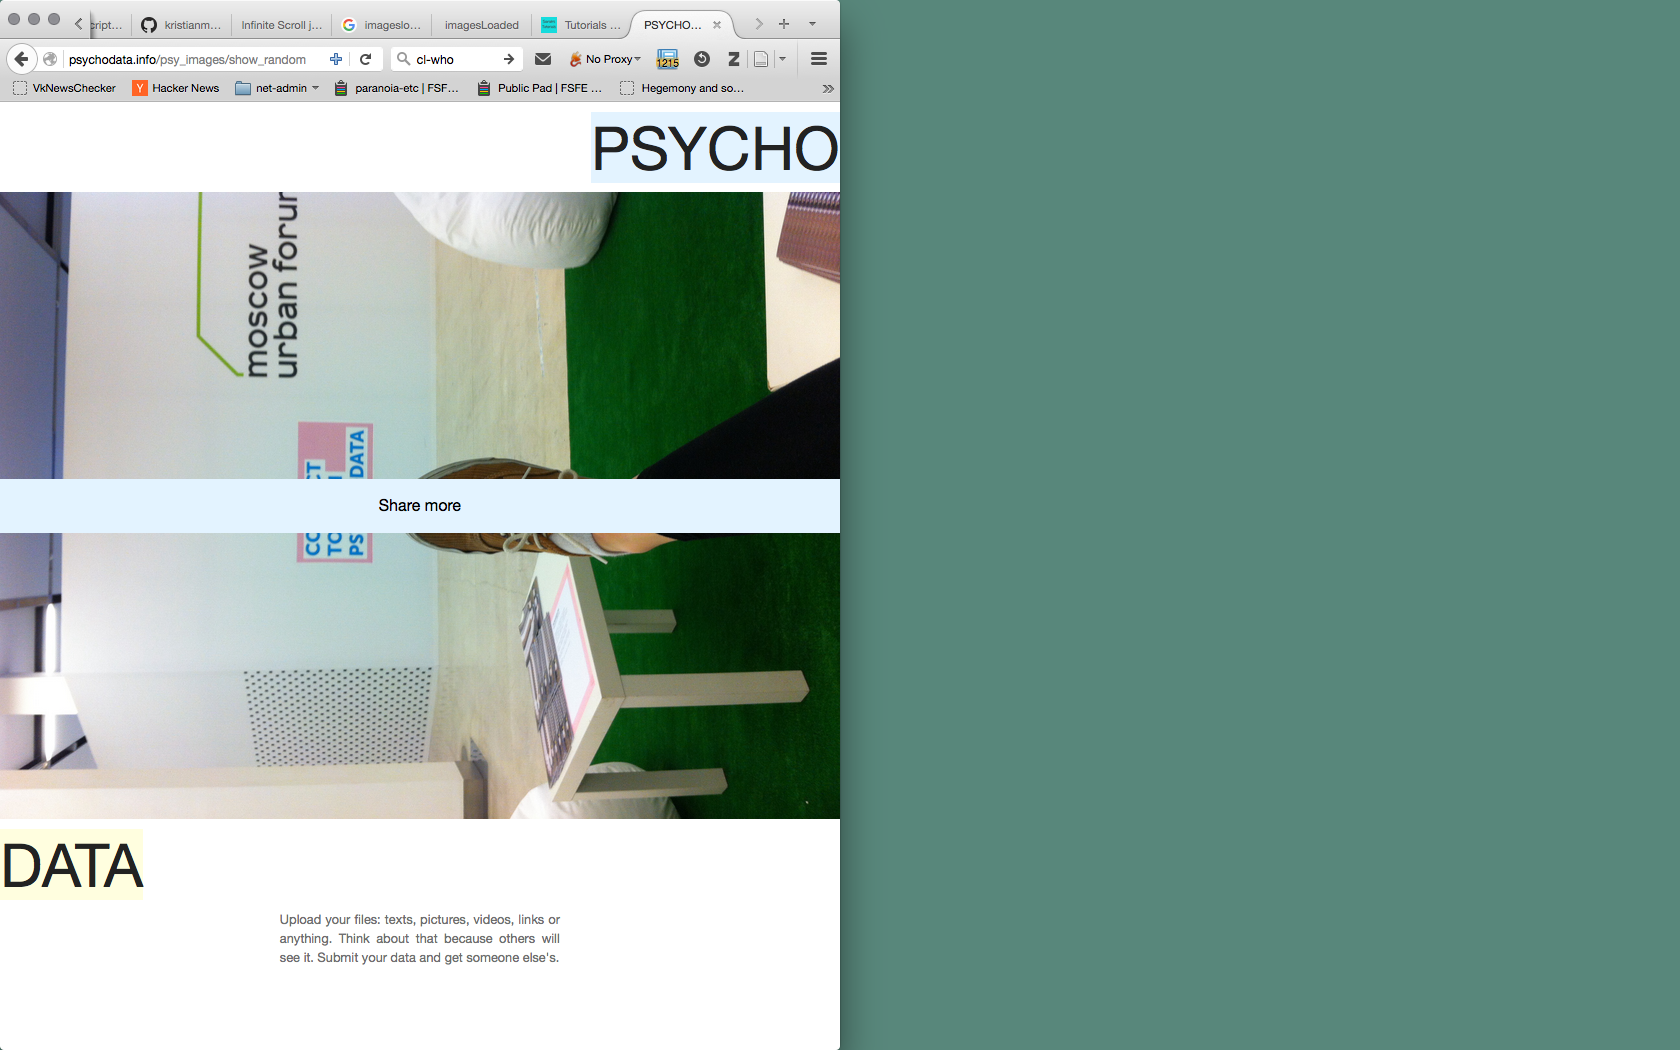 cript...
kristianm...
Infinite Scroll j...
imageslo...
imagesLoaded
Tutorials ...
PSYCHO...
psychodata.info/psy_images/show_random
cl-who
No Proxy
1215
Z
VkNewsChecker
Y
Hacker News
net-admin
paranoia-etc | FSF...
Public Pad | FSFE ...
Hegemony and so...
PSYCHO
moscow
urban forum
DATA
Share more
TO
DATA
Upload your files: texts, pictures, videos, links or
anything. Think about that because others will
see it. Submit your data and get someone else's.